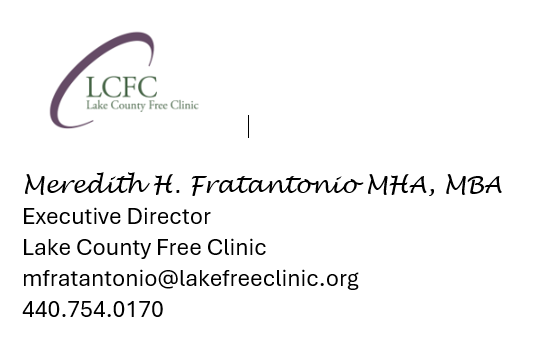 LCFC
Lake County Free Clinic
Meredith H. Fratantonio MHA, MBA
Executive Director
Lake County Free Clinic
mfratantonio@lakefreeclinic.org
440.754.0170